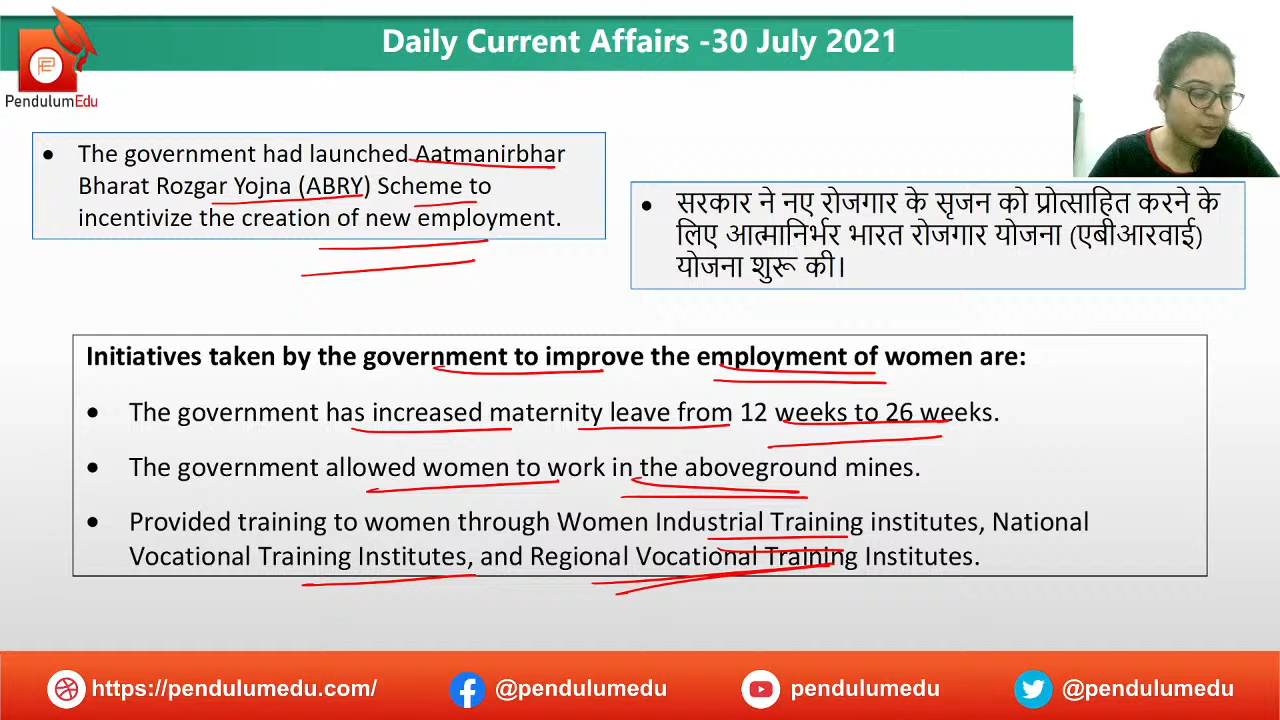 Daily Current Affairs -30 July 2021
PendulumEdu
• The government had launched Aatmanirbhar
Bharat Rozgar Yojna (ABRY) Scheme to
incentivize the creation of new employment.
• सरकार ने नए रोजगार के सृजन को प्रोत्साहित करने के
लिए आत्मानिर्भर भारत रोजगार योजना (एबीआरवाई)
योजना शुरू की।
Initiatives taken by the government to improve the employment of women are:
• The government has increased maternity leave from 12 weeks to 26 weeks.
• The government allowed women to work in the aboveground mines.
• Provided training to women through Women Industrial Training institutes, National
Vocational Training Institutes, and Regional Vocational Training Institutes.
https://pendulumedu.com/ @pendulumedu pendulumedu @pendulumedu